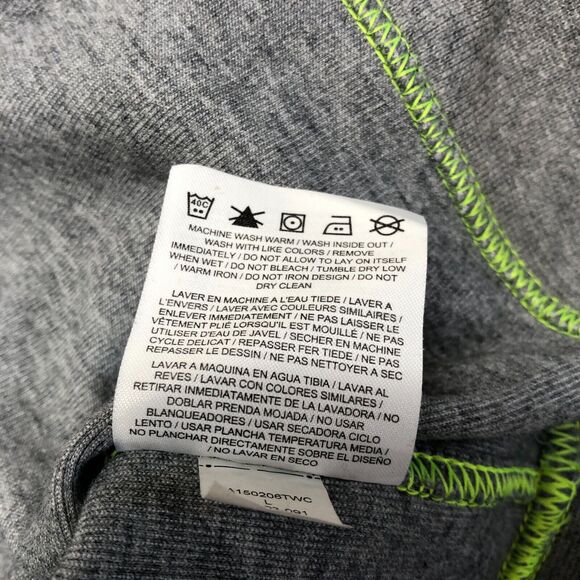 40C
MACHINE WASH WARM / WASH INSIDE OUT /
WASH WITH LIKE COLORS / REMOVE
IMMEDIATELY / DO NOT ALLOW TO LAY ON ITSELF
WHEN WET / DO NOT BLEACH / TUMBLE DRY LOW
/ WARM IRON / DO NOT IRON DESIGN / DO NOT
DRY CLEAN
LAVER EN MACHINE A L'EAU TIEDE / LAVER A
L'ENVERS / LAVER AVEC COULEURS SIMILAIRES /
ENLEVER IMMEDIATEMENT / NE PAS LAISSER LE
VÊTEMENT PLIÉ LORSQU'IL EST MOUILLÉ / NE PAS
UTILISER D'EAU DE JAVEL / SECHER EN MACHINE
CYCLE DELICAT / REPASSER FER TIEDE / NE PAS
REPASSER LE DESSIN / NE PAS NETTOYER A SEC
LAVAR A MAQUINA EN AGUA TIBIA / LAVAR AL
REVES / LAVAR CON COLORES SIMILARES /
RETIRAR INMEDIATAMENTE DE LA LAVADORA / NO
DOBLAR PRENDA MOJADA / NO USAR
BLANQUEADORES / USAR SECADORA CICLO
LENTO / USAR PLANCHA TEMPERATURA MEDIA /
NO PLANCHAR DIRECTAMENTE SOBRE EL DISEÑO
/ NO LAVAR EN SECO
A150206TWC
L